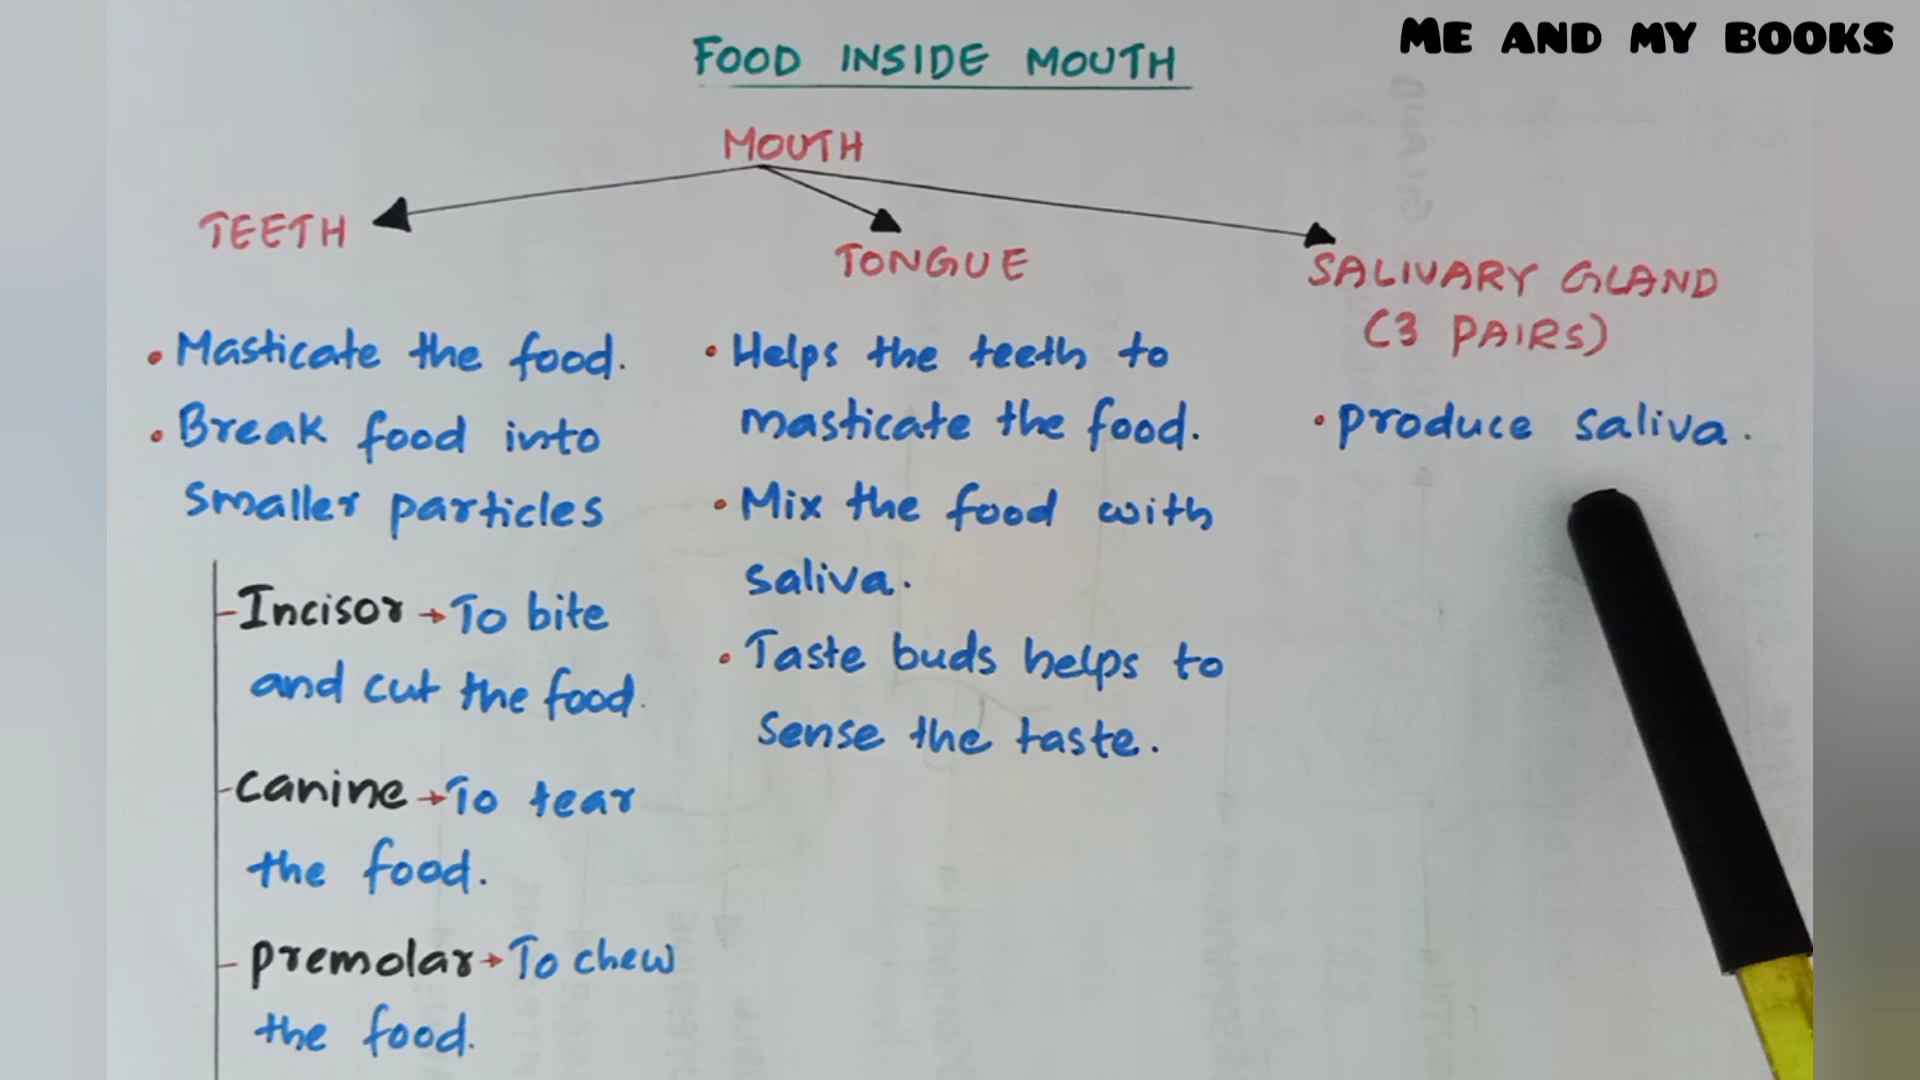 ME AND MY BOOKS
FOOD INSIDE MOUTH
MOUTH
TEETH
• Masticate the food.
• Break food into
smaller particles
Incisor → To bite
and cut the food.
canine → To tear
the food.
premolar → To chew
the food.
TONGUE
• Helps the teeth to
masticate the food.
• Mix the food with
saliva.
• Taste buds helps to
sense the taste.
SALIVARY GLAND
(3 PAIRS)
• produce saliva.